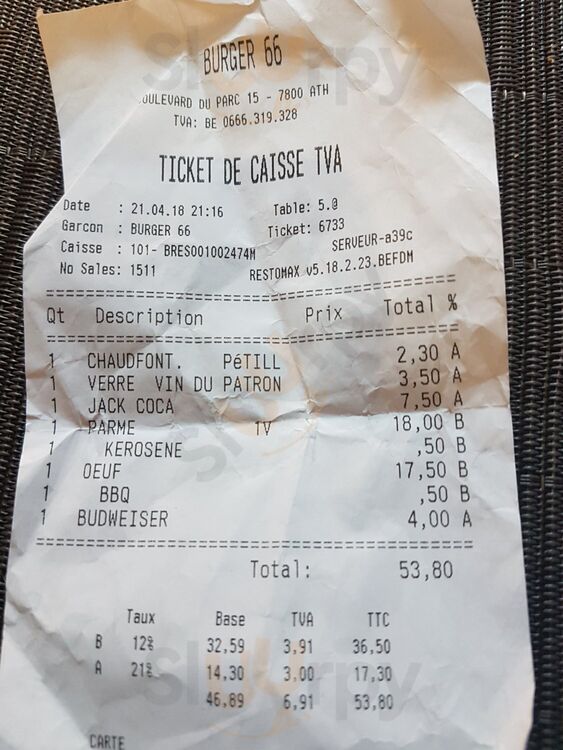 BURGER 66
BOULEVARD DU PARC 15 - 7800 ATH
TVA: BE 0666.319.328
TICKET DE CAISSE TVA
Date : 21.04.18 21:16 Table: 5.0
Garcon : BURGER 66 Ticket: 6733
Caisse : 101- BRES001002474M SERVEUR-a39c
No Sales: 1511 RESTOMAX v5.18.2.23.BEFDM
Qt Description Prix Total %
1 CHAUDFONT. PéTILL 2,30 A
1 VERRE VIN DU PATRON 3,50 A
1 JACK COCA 7,50 A
1 PARME 1V 18,00 B
1 KEROSENE ,50 B
1 OEUF 17,50 B
1 BBQ ,50 B
1 BUDWEISER 4,00 A
Total: 53,80
Taux Base TVA TTC
B 12% 32,59 3,91 36,50
A 21% 14,30 3,00 17,30
46,89 6,91 53,80
CARTE
Sluurpy
Sluurpy
Sluurpy